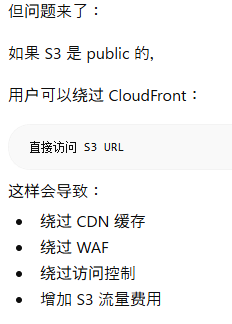 但问题来了：
如果 S3 是 public 的,
用户可以绕过 CloudFront：
直接访问 S3 URL
这样会导致：
• 绕过 CDN 缓存
• 绕过 WAF
• 绕过访问控制
• 增加 S3 流量费用